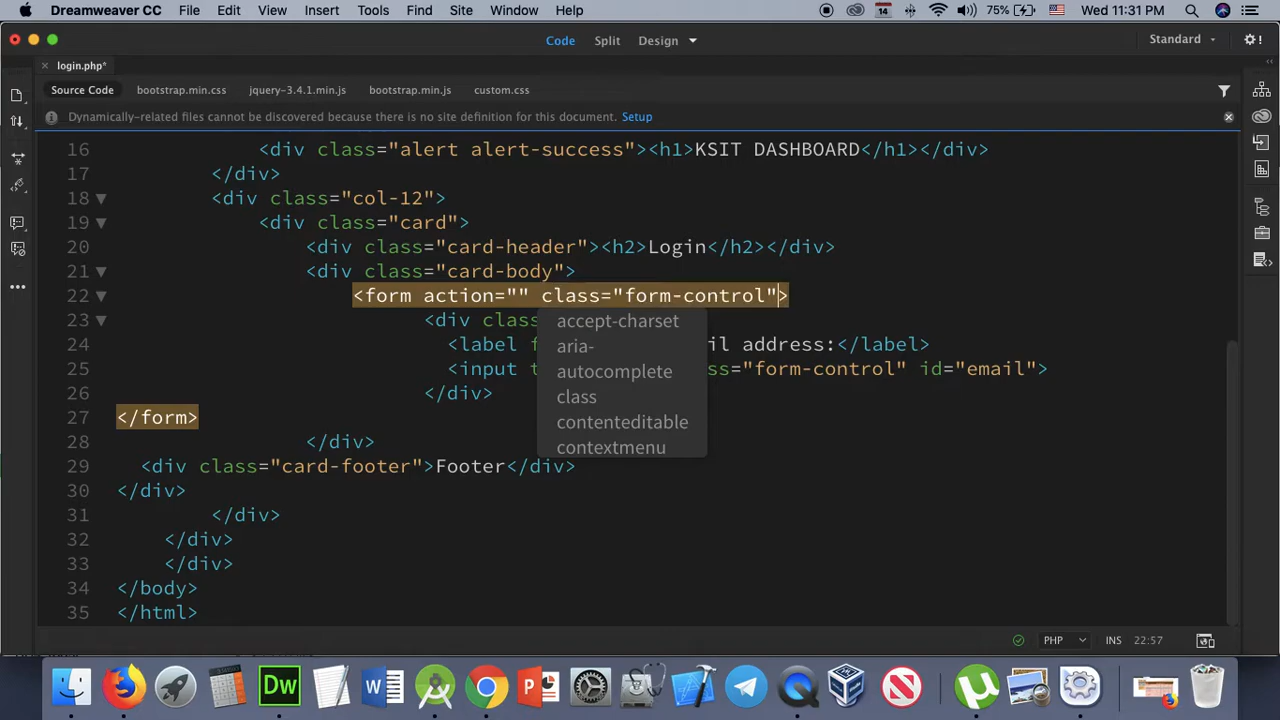 Dreamweaver CC File Edit View Insert Tools Find Site Window Help 14 75% Wed 11:31 PM
Code Split Design Standard
login.php*
Source Code bootstrap.min.css jquery-3.4.1.min.js bootstrap.min.js custom.css
Dynamically-related files cannot be discovered because there is no site definition for this document. Setup
16 <div class="alert alert-success"><h1>KSIT DASHBOARD</h1></div>
17 </div>
18 <div class="col-12">
19 <div class="card">
20 <div class="card-header"><h2>Login</h2></div>
21 <div class="card-body">
22 <form action="" class="form-control">
23 <div clas
accept-charset
24 <label f il address:</label>
aria-
25 <input t ss="form-control" id="email">
autocomplete
26 </div>
class
27 </form>
contenteditable
28 </div>
contextmenu
29 <div class="card-footer">Footer</div>
30 </div>
31 </div>
32 </div>
33 </div>
34 </body>
35 </html>
PHP INS 22:57
Dw W P